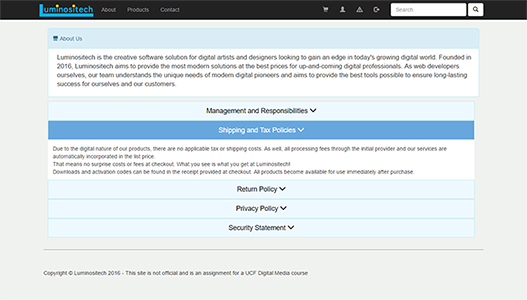 Luminositech About Products Contact Search
About Us
Luminositech is the creative software solution for digital artists and designers looking to gain an edge in today's growing digital world. Founded in
2016, Luminositech aims to provide the most modern solutions at the best prices for up-and-coming digital professionals. As web developers
ourselves, our team understands the unique needs of modern digital pioneers and aims to provide the best tools possible to ensure long-lasting
success for ourselves and our customers.
Management and Responsibilities
Shipping and Tax Policies
Due to the digital nature of our products, there are no applicable tax or shipping costs. As well, all processing fees through the initial provider and our services are
automatically incorporated in the list price.
That means no surprise costs or fees at checkout. What you see is what you get at Luminositech!
Downloads and activation codes can be found in the receipt provided at checkout. All products become available for use immediately after purchase.
Return Policy
Privacy Policy
Security Statement
Copyright © Luminositech 2016 - This site is not official and is an assignment for a UCF Digital Media course